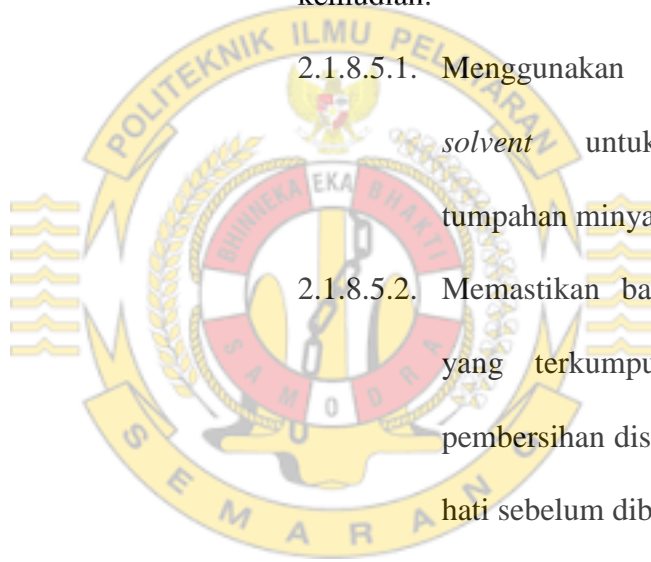 kemudian.
2.1.8.5.1. Menggunakan
solvent untuk
tumpahan minya
2.1.8.5.2. Memastikan ba
yang terkumpu
pembersihan dis
hati sebelum dib
POLITEKNIK ILMU PELAYARAN
BHINNEKA EKA BHAKTI
SAMODRA
SEMARANG